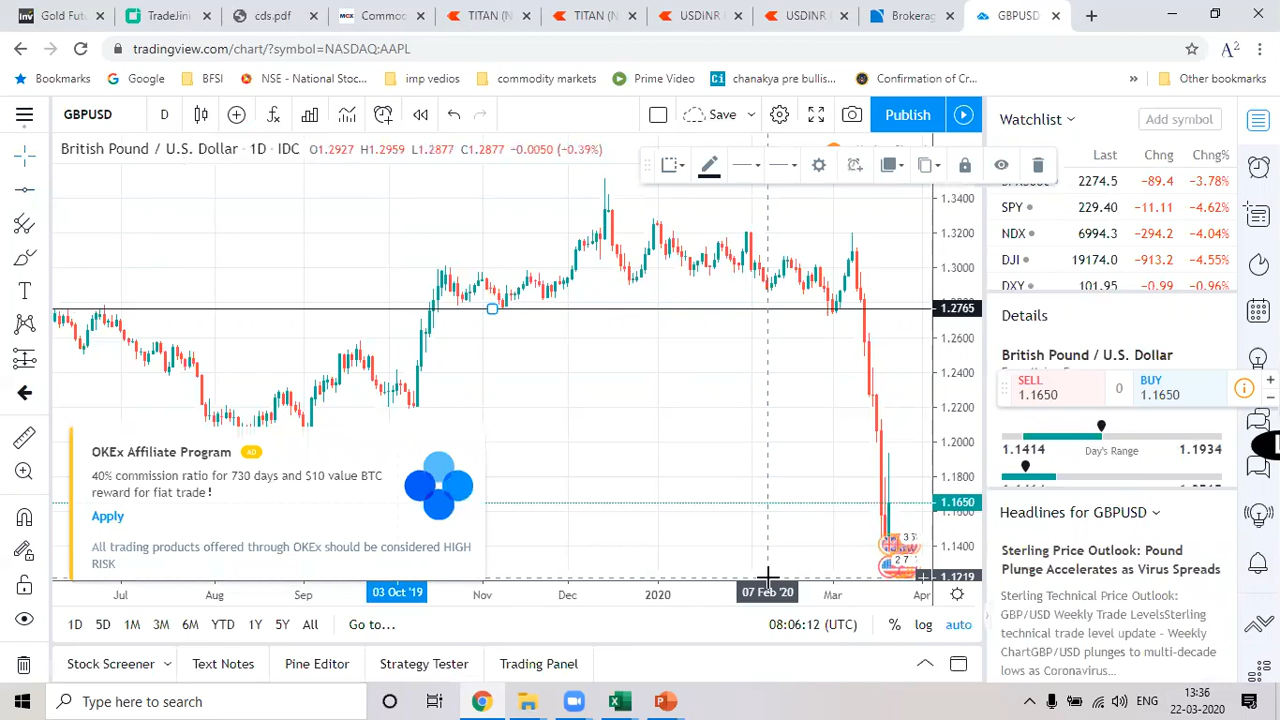 Gold Futu
TradeJini
cds.pdf
MCX Commod
TITAN (N
TITAN (N
USDINR
USDINR
Brokerag
GBPUSD
tradingview.com/chart/?symbol=NASDAQ:AAPL
Bookmarks
Google
BFSI
NSE - National Stoc...
imp vedios
commodity markets
Prime Video
Ci chanakya pre bullis...
Confirmation of Cr...
»
Other bookmarks
GBPUSD
D
Save
Publish
Watchlist
Add symbol
British Pound / U.S. Dollar · 1D · IDC O1.2927 H1.2959 L1.2877 C1.2877 −0.0050 (−0.39%)
Last Chng Chng%
2274.5 −89.4 −3.78%
SPY 229.40 −11.11 −4.62%
NDX 6994.3 −294.2 −4.04%
DJI 19174.0 −913.2 −4.55%
DXY 101.95 −0.99 −0.96%
1.3400
1.3200
1.3000
1.2765
1.2600
1.2400
1.2200
1.2000
1.1800
1.1650
1.1600
1.1400
1.1219
Details
British Pound / U.S. Dollar
SELL
1.1650
0
BUY
1.1650
1.1414 Day's Range 1.1934
Headlines for GBPUSD
Sterling Price Outlook: Pound
Plunge Accelerates as Virus Spreads
Sterling Technical Price Outlook:
GBP/USD Weekly Trade LevelsSterling
technical trade level update - Weekly
ChartGBP/USD plunges to multi-decade
lows as Coronavirus...
OKEx Affiliate Program AD
40% commission ratio for 730 days and $10 value BTC
reward for fiat trade!
Apply
All trading products offered through OKEx should be considered HIGH
RISK
Jul Aug Sep 03 Oct '19 Nov Dec 2020 07 Feb '20 Mar Apr
1D 5D 1M 3M 6M YTD 1Y 5Y All Go to... 08:06:12 (UTC) % log auto
Stock Screener Text Notes Pine Editor Strategy Tester Trading Panel
Type here to search
ENG
13:36
22-03-2020